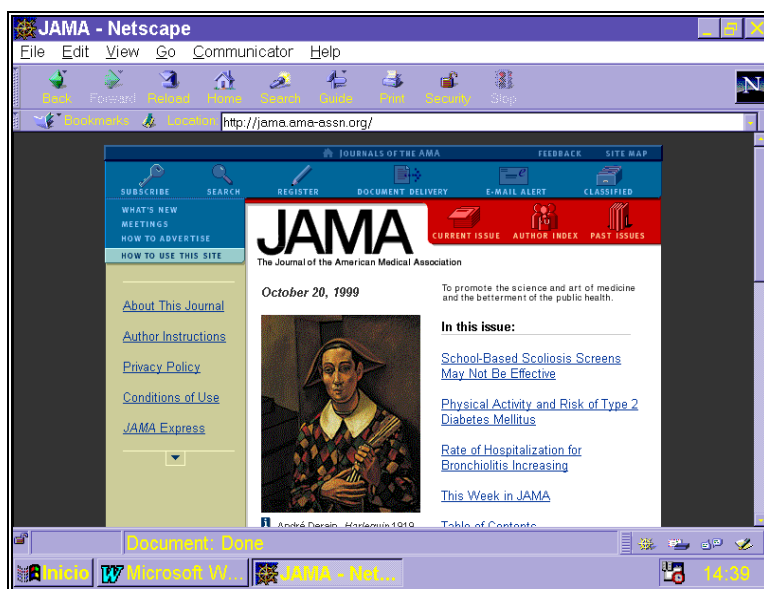 JAMA - Netscape
File Edit View Go Communicator Help
Back Forward Reload Home Search Guide Print Security Stop
N
Bookmarks Location: http://jama.ama-assn.org/
JOURNALS OF THE AMA FEEDBACK SITE MAP
SUBSCRIBE SEARCH REGISTER DOCUMENT DELIVERY E-MAIL ALERT CLASSIFIED
WHAT'S NEW
MEETINGS
HOW TO ADVERTISE
HOW TO USE THIS SITE
CURRENT ISSUE AUTHOR INDEX PAST ISSUES
JAMA
The Journal of the American Medical Association
October 20, 1999
To promote the science and art of medicine
and the betterment of the public health.
In this issue:
About This Journal
Author Instructions
Privacy Policy
Conditions of Use
JAMA Express
School-Based Scoliosis Screens
May Not Be Effective
Physical Activity and Risk of Type 2
Diabetes Mellitus
Rate of Hospitalization for
Bronchiolitis Increasing
This Week in JAMA
Table of Contents
André Derain, Harlequin 1919
Document: Done
Inicio Microsoft W... JAMA - Net... 14:39